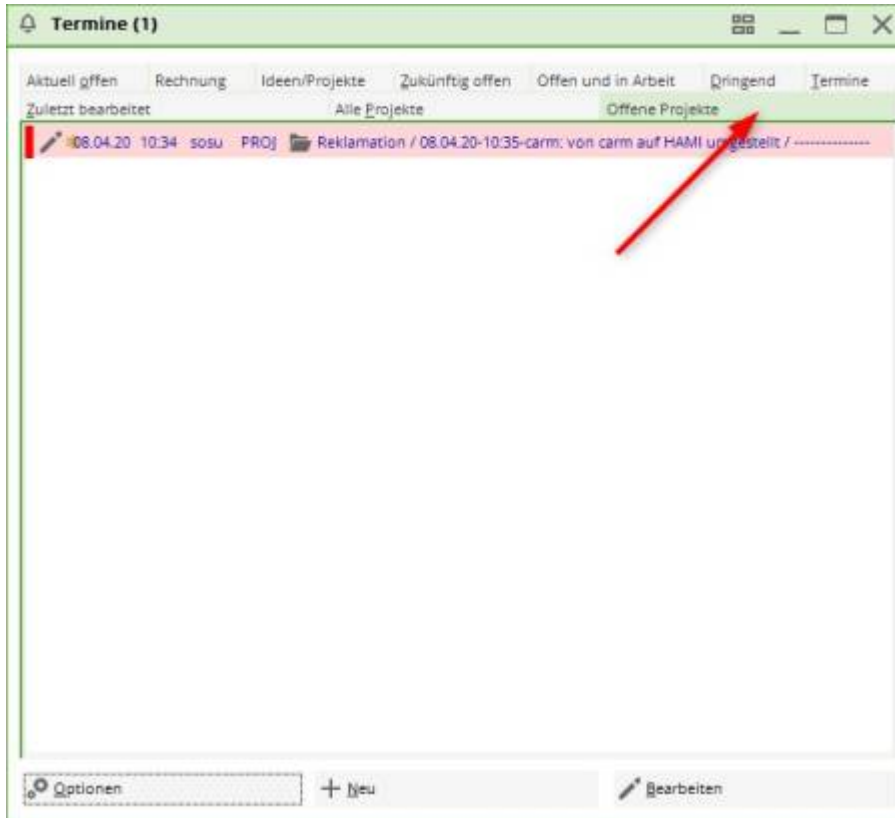 Termine (1)
Aktuell offen Rechnung Ideen/Projekte Zukünftig offen Offen und in Arbeit Dringend Termine
Zuletzt bearbeitet Alle Projekte Offene Projekte
08.04.20 10:34 sosu PROJ Reklamation / 08.04.20-10:35-carm: von carm auf HAMI umgestellt / ---------------
Optionen Neu Bearbeiten